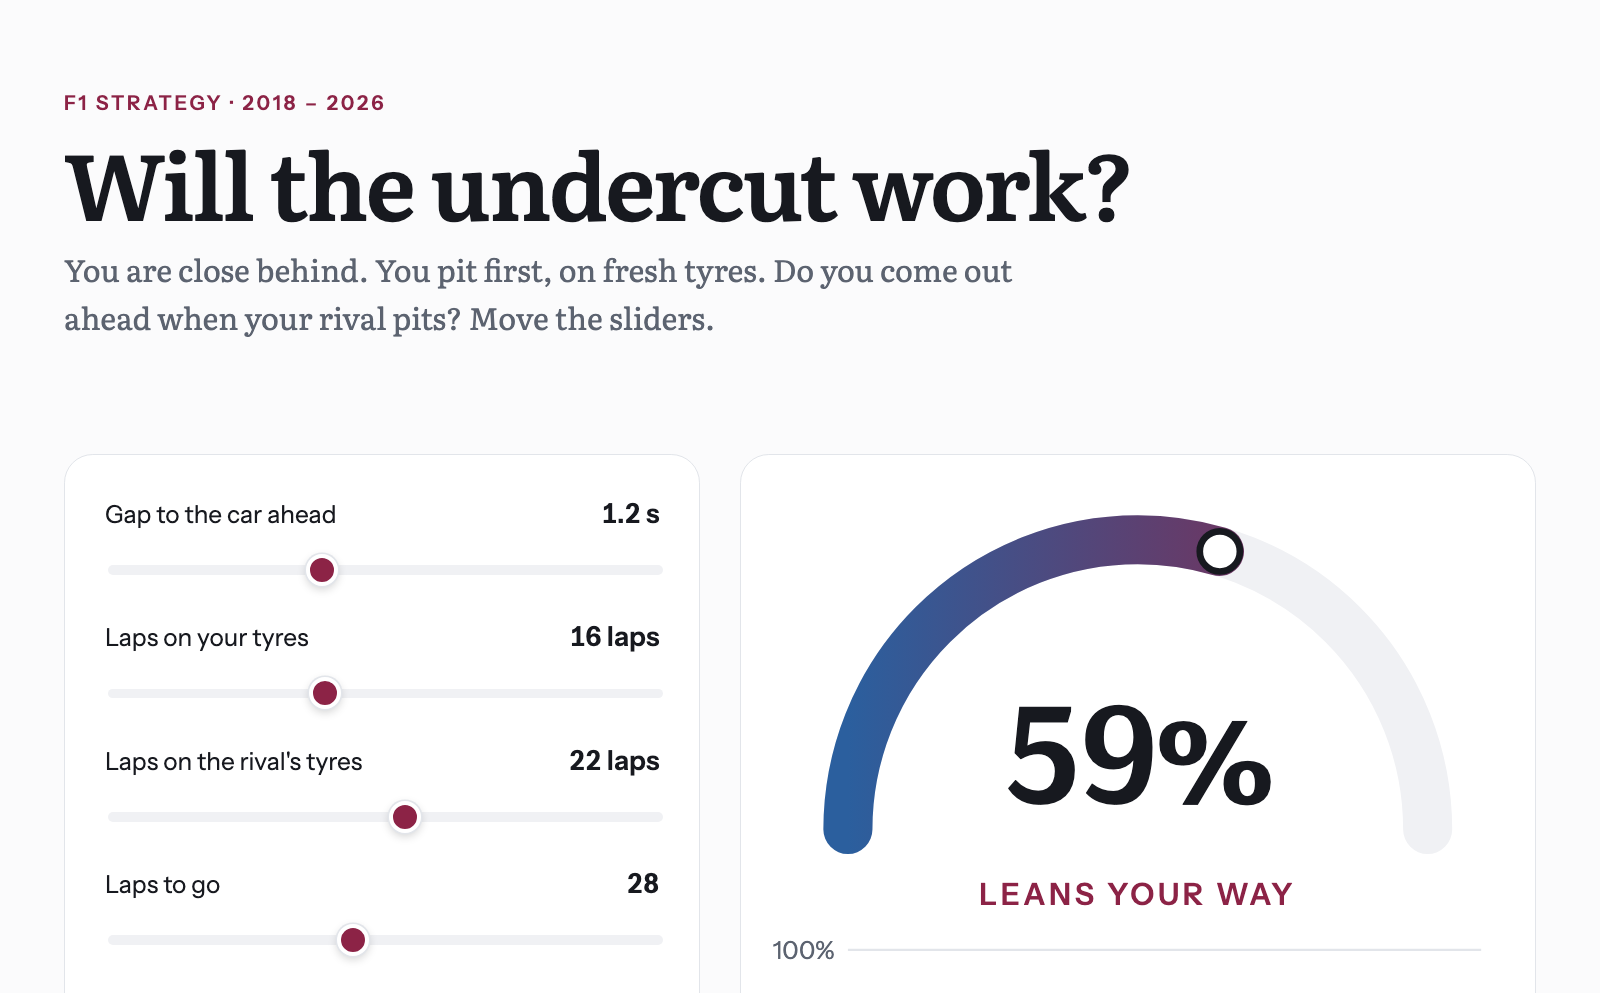 F1 STRATEGY · 2018 – 2026
Will the undercut work?
You are close behind. You pit first, on fresh tyres. Do you come out
ahead when your rival pits? Move the sliders.
Gap to the car ahead 1.2 s
Laps on your tyres 16 laps
Laps on the rival's tyres 22 laps
Laps to go 28
59%
LEANS YOUR WAY
100%